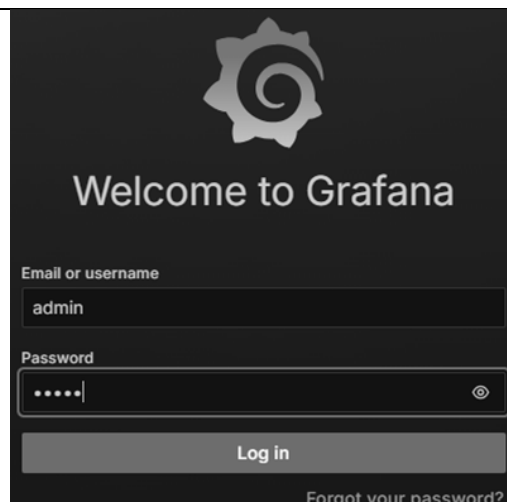 Welcome to Grafana
Email or username
admin
Password
•••••
Log in
Forgot your password?